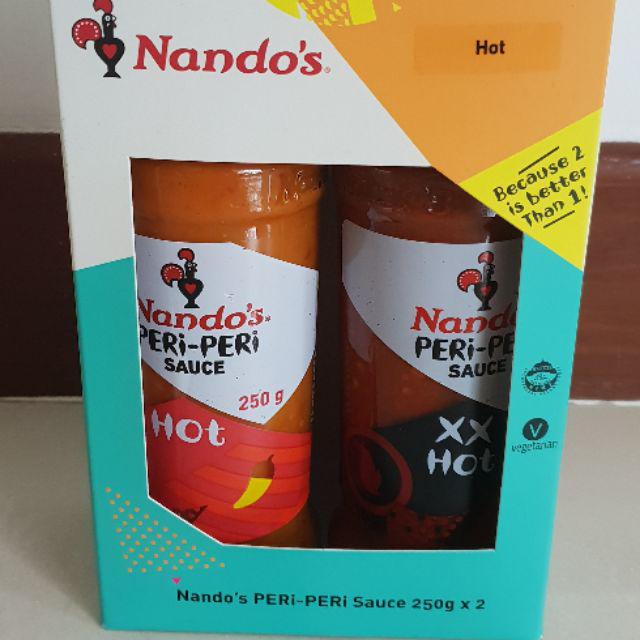 Nando's
Hot
Because 2
is better
Than 1!
Nando's
PERi-PERi
SAUCE
250 g
Hot
Nando
PERi-PE
SAUCE
XX
Hot
V
vegetarian
Nando's PERi-PERi Sauce 250g x 2